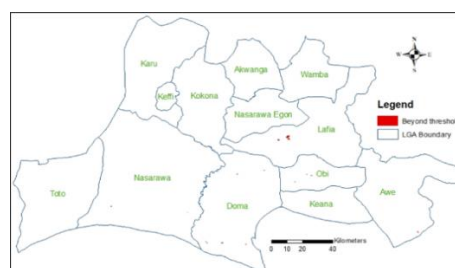 Karu
Akwanga
Wamba
Keffi
Kokona
Nasarawa Egon
Legend
Beyond threshol
LGA Boundary
Lafia
Toto
Nasarawa
Obi
Awe
Doma
Keana
0 10 20 40 Kilometers